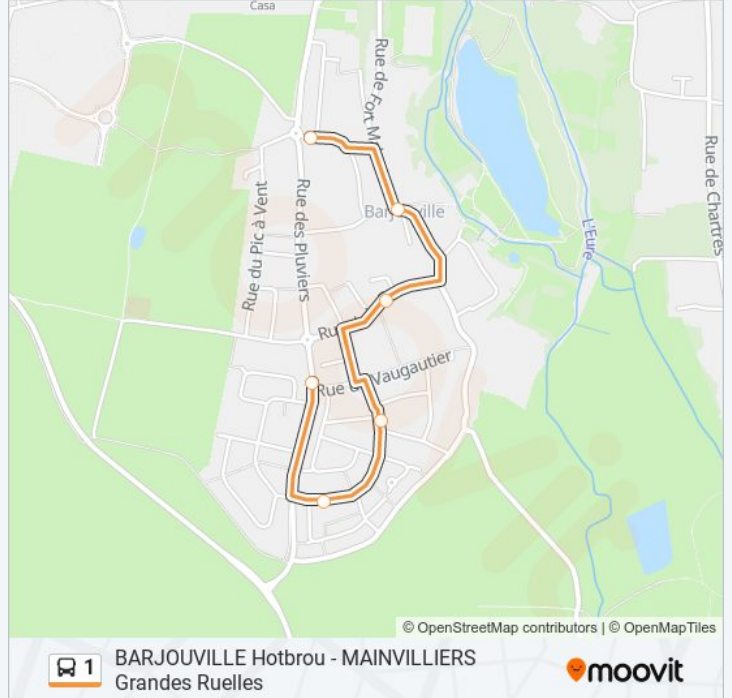 Casa
Rue de Fort M
Rue de Chartres
Barjouville
L'Eure
Rue du Pic à Vent
Rue des Pluviers
Rue
Rue Vaugautier
© OpenStreetMap contributors | © OpenMapTiles
1
BARJOUVILLE Hotbrou - MAINVILLIERS
Grandes Ruelles
moovit